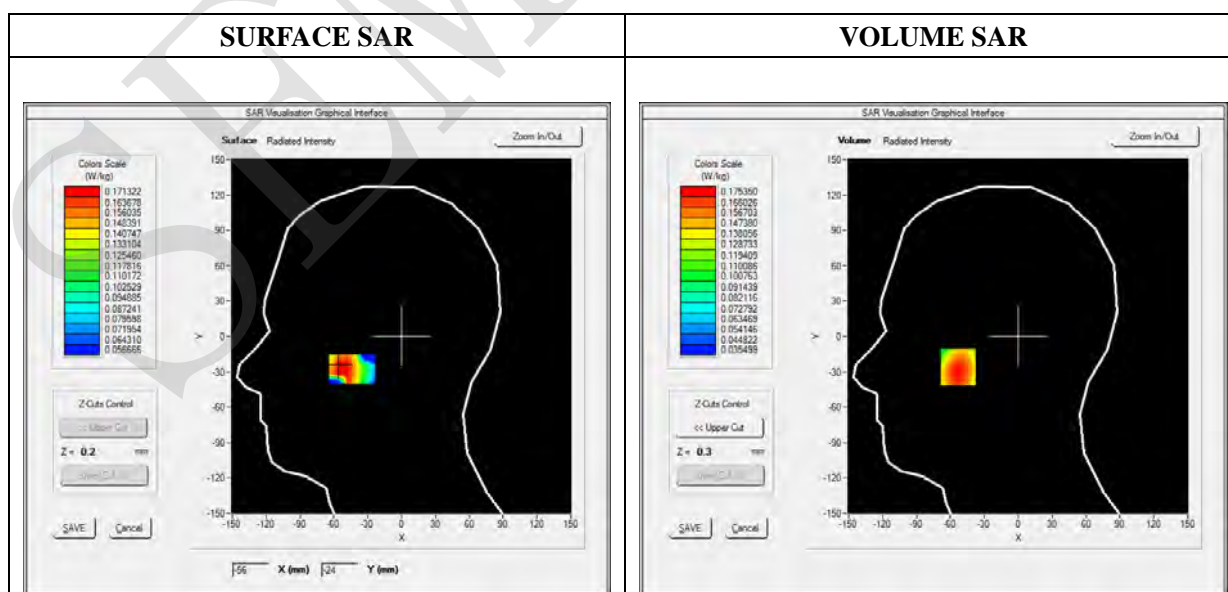 SURFACE SAR
VOLUME SAR
SAR Visualisation Graphical Interface
Surface Radiated Intensity
Zoom In/Out
Colors Scale
(W/kg)
0.171322
0.163678
0.156035
0.148391
0.140747
0.133104
0.125460
0.117816
0.110172
0.102529
0.094885
0.087241
0.079598
0.071954
0.064310
0.056666
Z-Cuts Control
<< Upper Cut
Z = 0.2 mm
SAVE Cancel
150
120
90
60
30
0
-30
-60
-90
-120
-150
Y
-150 -120 -90 -60 -30 0 30 60 90 120 150
X
-56 X (mm) -24 Y (mm)
SAR Visualisation Graphical Interface
Volume Radiated Intensity
Zoom In/Out
Colors Scale
(W/kg)
0.175350
0.166026
0.156703
0.147380
0.138056
0.128733
0.119409
0.110086
0.100763
0.091439
0.082116
0.072792
0.063469
0.054146
0.044822
0.035499
Z-Cuts Control
<< Upper Cut
Z = 0.3 mm
SAVE Cancel
150
120
90
60
30
0
-30
-60
-90
-120
-150
Y
-150 -120 -90 -60 -30 0 30 60 90 120 150
X